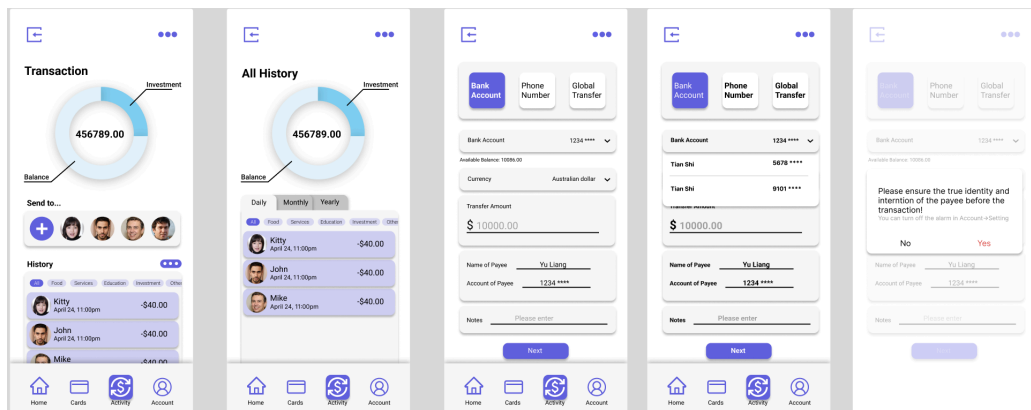 Transaction
Investment
456789.00
Balance
Send to...
History
All Food Services Education Investment Other
Kitty
April 24, 11:00pm
-$40.00
John
April 24, 11:00pm
-$40.00
Mike
April 24, 11:00pm
-$40.00
Home Cards Activity Account
All History
Investment
456789.00
Balance
Daily Monthly Yearly
All Food Services Education Investment Othe
Kitty
April 24, 11:00pm
-$40.00
John
April 24, 11:00pm
-$40.00
Mike
April 24, 11:00pm
-$40.00
Home Cards Activity Account
Bank Account
Phone Number
Global Transfer
Bank Account 1234 ****
Available Balance: 10086.00
Currency Australian dollar
Transfer Amount
$ 10000.00
Name of Payee Yu Liang
Account of Payee 1234 ****
Notes Please enter
Next
Home Cards Activity Account
Bank Account
Phone Number
Global Transfer
Bank Account 1234 ****
Tian Shi 5678 ****
Tian Shi 9101 ****
Transfer Amount
$ 10000.00
Name of Payee Yu Liang
Account of Payee 1234 ****
Notes Please enter
Next
Home Cards Activity Account
Bank Account
Phone Number
Global Transfer
Bank Account 1234 ****
Available Balance: 10086.00
Please ensure the true identity and
interntion of the payee before the
transaction!
You can turn off the alarm in Account->Setting
No Yes
Name of Payee Yu Liang
Account of Payee 1234 ****
Notes Please enter